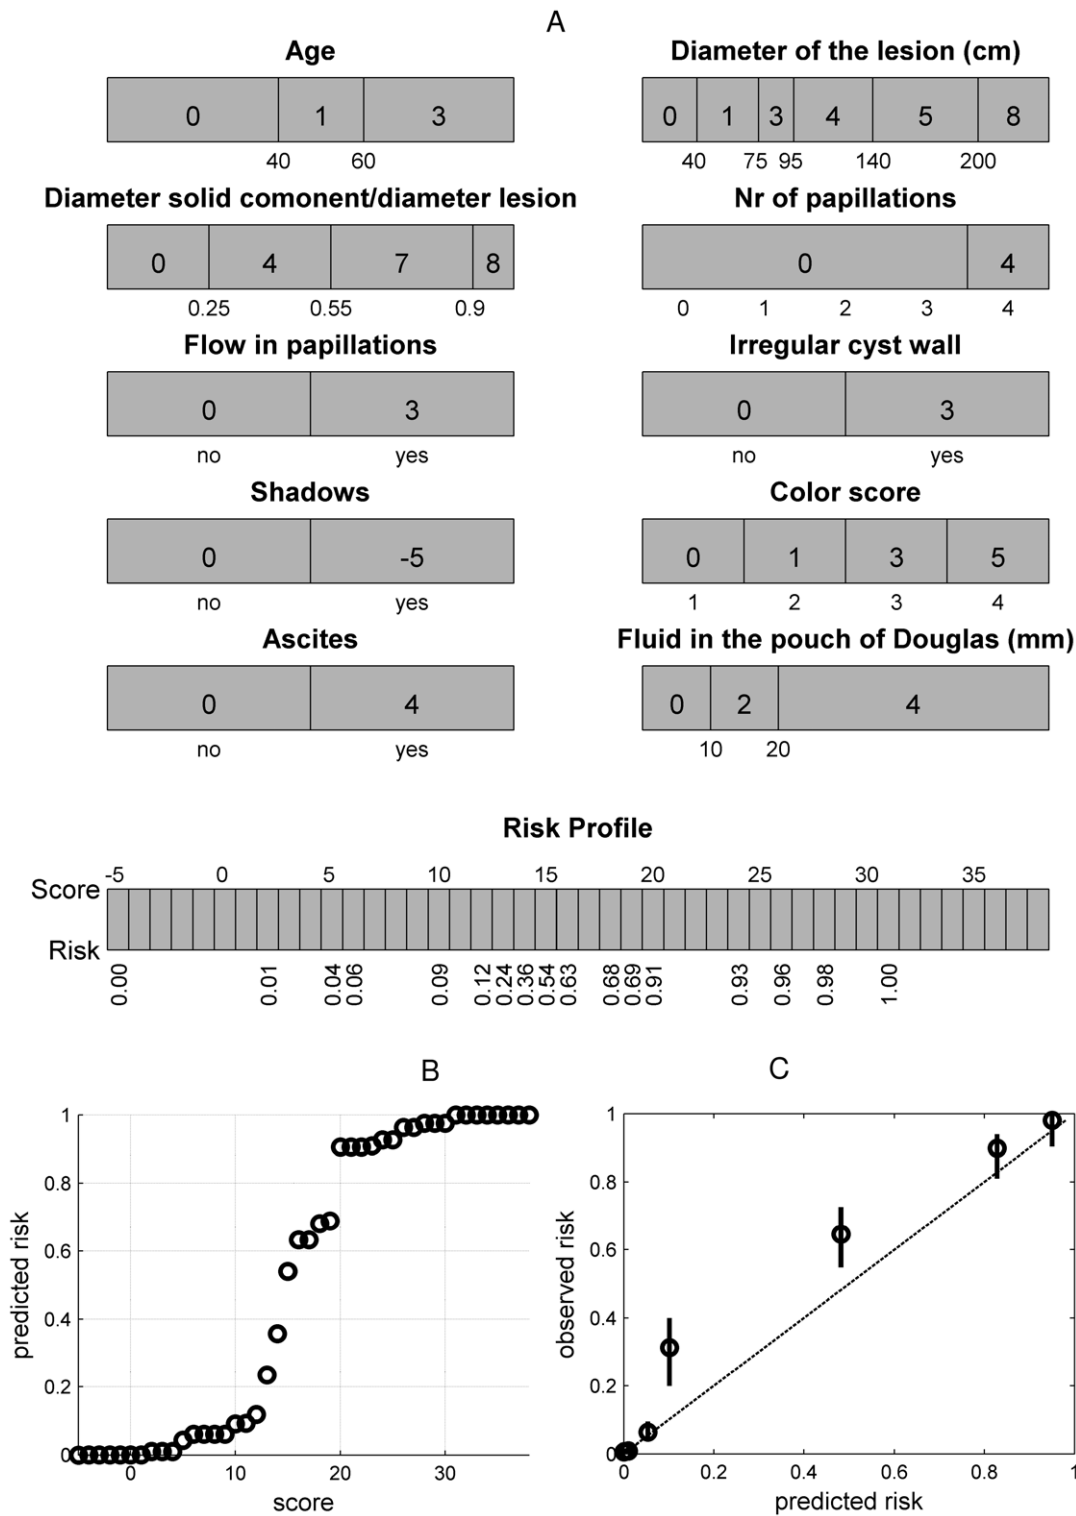 A
Age Diameter of the lesion (cm)
0 1 3 0 1 3 4 5 8
40 60 40 75 95 140 200
Diameter solid comonent/diameter lesion Nr of papillations
0 4 7 8 0 4
0.25 0.55 0.9 0 1 2 3 4
Flow in papillations Irregular cyst wall
0 3 0 3
no yes no yes
Shadows Color score
0 -5 0 1 3 5
no yes 1 2 3 4
Ascites Fluid in the pouch of Douglas (mm)
0 4 0 2 4
no yes 10 20
Risk Profile
-5 0 5 10 15 20 25 30 35
Score
Risk
0.00 0.01 0.04 0.06 0.09 0.12 0.24 0.36 0.54 0.63 0.68 0.69 0.91 0.93 0.96 0.98 1.00
B C
1 0.8 0.6 0.4 0.2 0
predicted risk
0 10 20 30
score
1 0.8 0.6 0.4 0.2 0
observed risk
0 0.2 0.4 0.6 0.8 1
predicted risk